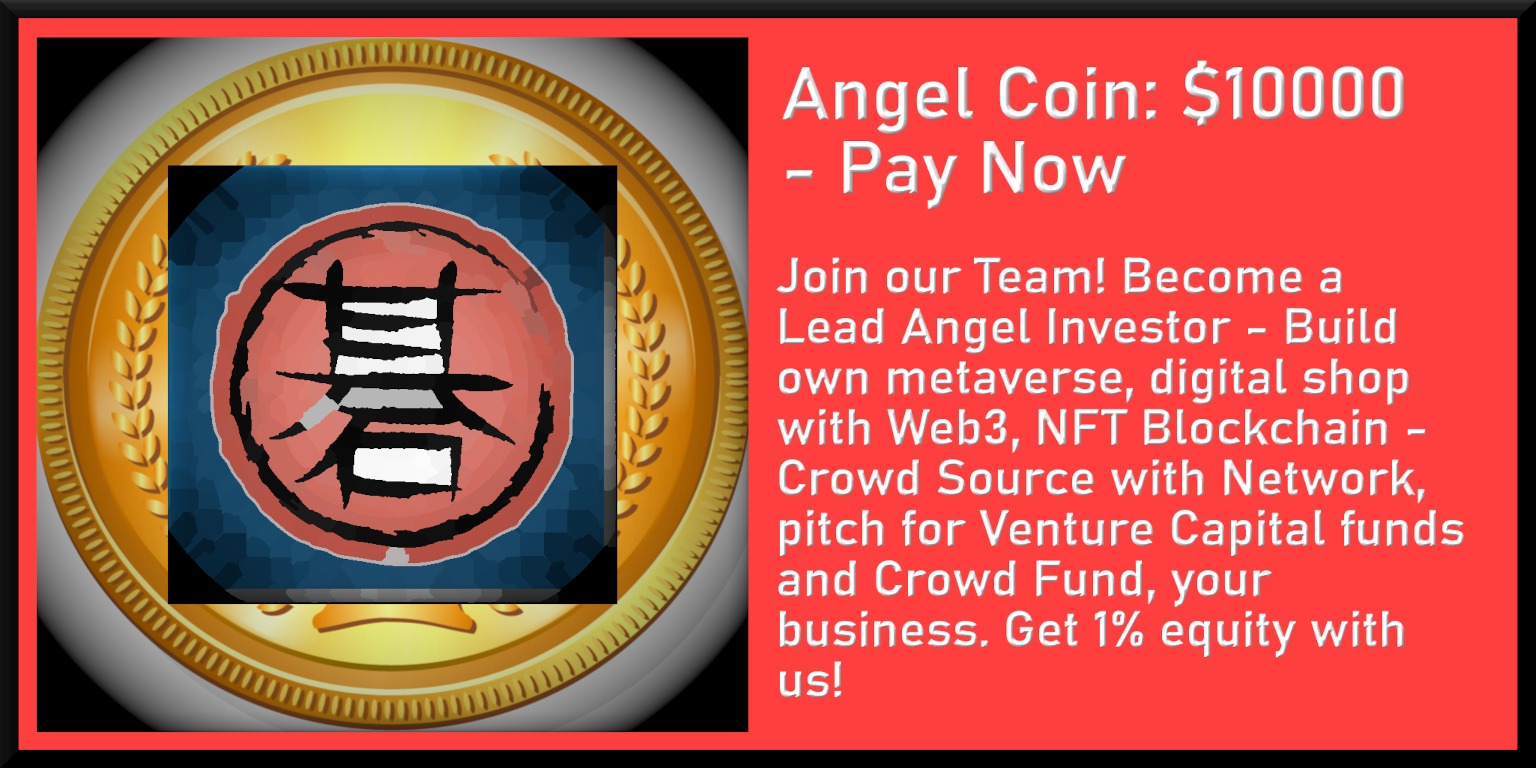 碁
Angel Coin: $10000
- Pay Now
Join our Team! Become a
Lead Angel Investor - Build
own metaverse, digital shop
with Web3, NFT Blockchain -
Crowd Source with Network,
pitch for Venture Capital funds
and Crowd Fund, your
business. Get 1% equity with
us!